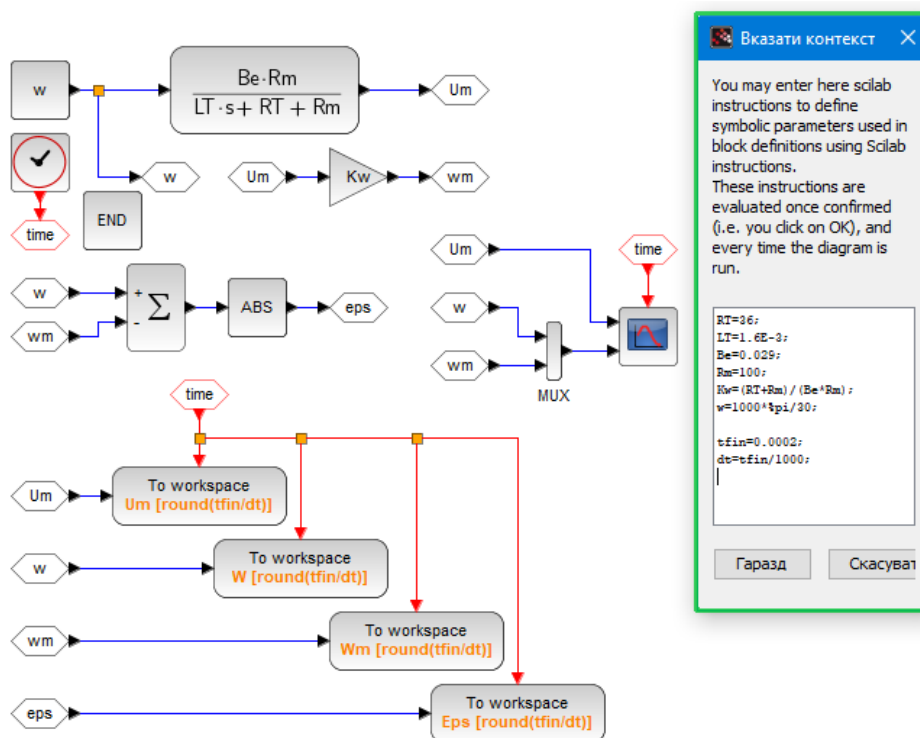 w
Be·Rm
LT·s+ RT + Rm
Um
w
Um
Kw
wm
time
END
w
wm
+
-
Σ
ABS
eps
Um
w
wm
MUX
time
time
Um
To workspace
Um [round(tfin/dt)]
w
To workspace
W [round(tfin/dt)]
wm
To workspace
Wm [round(tfin/dt)]
eps
To workspace
Eps [round(tfin/dt)]
Вказати контекст
You may enter here scilab
instructions to define
symbolic parameters used in
block definitions using Scilab
instructions.
These instructions are
evaluated once confirmed
(i.e. you click on OK), and
every time the diagram is
run.
RT=36;
LT=1.6E-3;
Be=0.029;
Rm=100;
Kw=(RT+Rm)/(Be*Rm);
w=1000*%pi/30;
tfin=0.0002;
dt=tfin/1000;
Гаразд
Скасуват